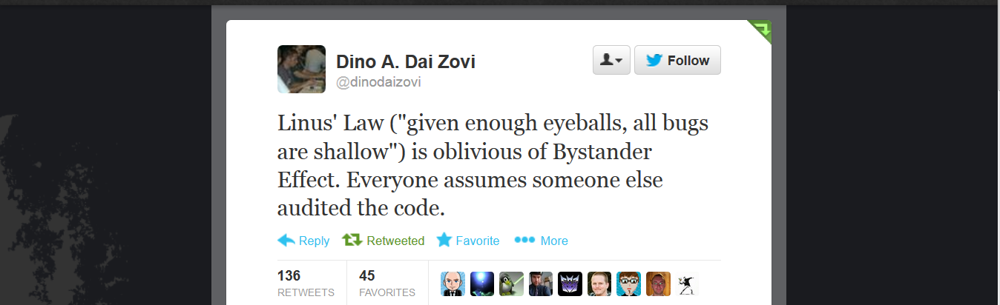 Dino A. Dai Zovi
@dinodaizovi
Follow
Linus' Law ("given enough eyeballs, all bugs
are shallow") is oblivious of Bystander
Effect. Everyone assumes someone else
audited the code.
Reply Retweeted Favorite More
136 45
RETWEETS FAVORITES